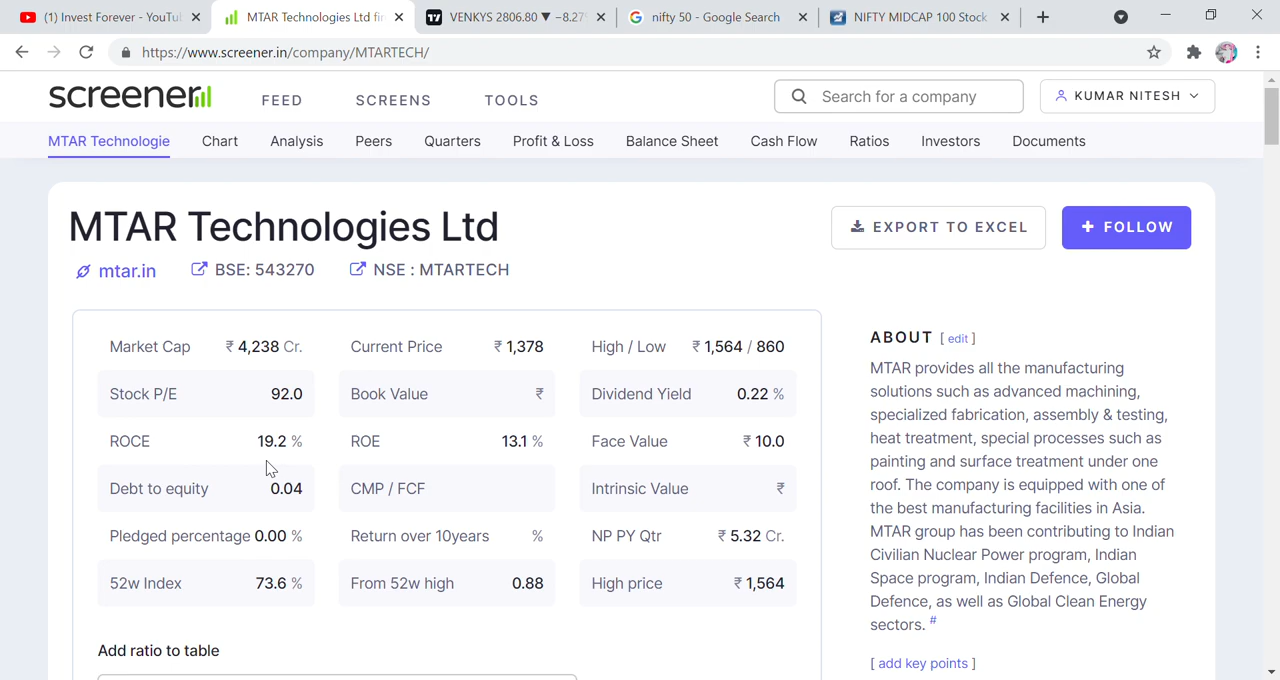 (1) Invest Forever - YouTu
MTAR Technologies Ltd fin
VENKYS 2806.80 ▼ −8.27
nifty 50 - Google Search
NIFTY MIDCAP 100 Stock
https://www.screener.in/company/MTARTECH/
screener
FEED
SCREENS
TOOLS
Search for a company
KUMAR NITESH
MTAR Technologie
Chart
Analysis
Peers
Quarters
Profit & Loss
Balance Sheet
Cash Flow
Ratios
Investors
Documents
MTAR Technologies Ltd
EXPORT TO EXCEL
+ FOLLOW
mtar.in
BSE: 543270
NSE : MTARTECH
Market Cap ₹ 4,238 Cr.
Current Price ₹ 1,378
High / Low ₹ 1,564 / 860
Stock P/E 92.0
Book Value ₹
Dividend Yield 0.22 %
ROCE 19.2 %
ROE 13.1 %
Face Value ₹ 10.0
Debt to equity 0.04
CMP / FCF
Intrinsic Value ₹
Pledged percentage 0.00 %
Return over 10years %
NP PY Qtr ₹ 5.32 Cr.
52w Index 73.6 %
From 52w high 0.88
High price ₹ 1,564
Add ratio to table
ABOUT [ edit ]
MTAR provides all the manufacturing
solutions such as advanced machining,
specialized fabrication, assembly & testing,
heat treatment, special processes such as
painting and surface treatment under one
roof. The company is equipped with one of
the best manufacturing facilities in Asia.
MTAR group has been contributing to Indian
Civilian Nuclear Power program, Indian
Space program, Indian Defence, Global
Defence, as well as Global Clean Energy
sectors. #
[ add key points ]